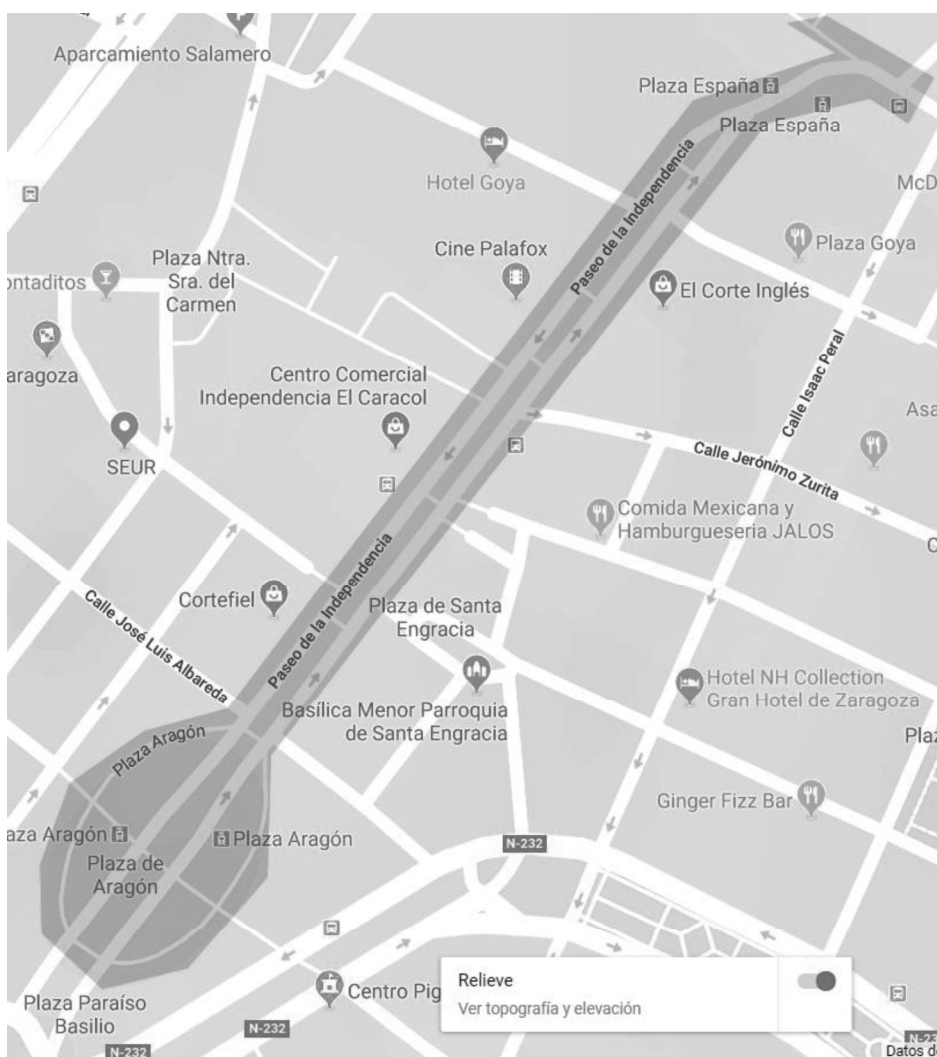 Aparcamiento Salamero
Plaza España
Plaza España
Hotel Goya
McD
Plaza Goya
Paseo de la Independencia
Cine Palafox
Plaza Ntra.
Sra. del
Carmen
ontaditos
El Corte Inglés
aragoza
Centro Comercial
Independencia El Caracol
Calle Isaac Peral
Asa
SEUR
Calle Jerónimo Zurita
Comida Mexicana y
Hamburgueseria JALOS
C
Paseo de la Independencia
Cortefiel
Plaza de Santa
Engracia
Calle José Luis Albareda
Basílica Menor Parroquia
de Santa Engracia
Hotel NH Collection
Gran Hotel de Zaragoza
Plaz
Plaza Aragón
Ginger Fizz Bar
aza Aragón
Plaza Aragón
N-232
Plaza de
Aragón
Relieve
Ver topografía y elevación
Centro Pig
Plaza Paraíso
Basilio
N-232
N-232
N-232
Datos d